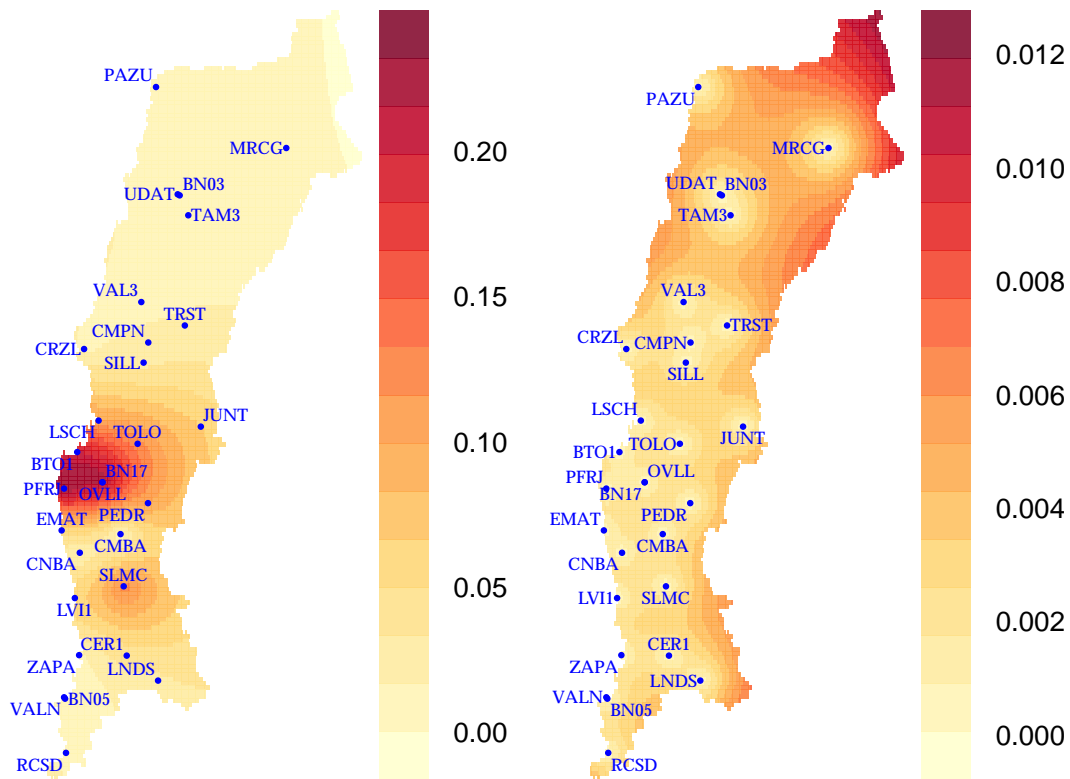 PAZU
MRCG
UDAT
BN03
TAM3
VAL3
TRST
CMPN
CRZL
SILL
LSCH
JUNT
TOLO
BTO1
BN17
PFRJ
OVLL
EMAT
PEDR
CMBA
CNBA
SLMC
LVI1
CER1
ZAPA
LNDS
VALN
BN05
RCSD
0.20
0.15
0.10
0.05
0.00
PAZU
MRCG
UDAT
BN03
TAM3
VAL3
TRST
CMPN
CRZL
SILL
LSCH
JUNT
TOLO
BTO1
OVLL
PFRJ
BN17
EMAT
PEDR
CMBA
CNBA
SLMC
LVI1
CER1
ZAPA
LNDS
VALN
BN05
RCSD
0.012
0.010
0.008
0.006
0.004
0.002
0.000